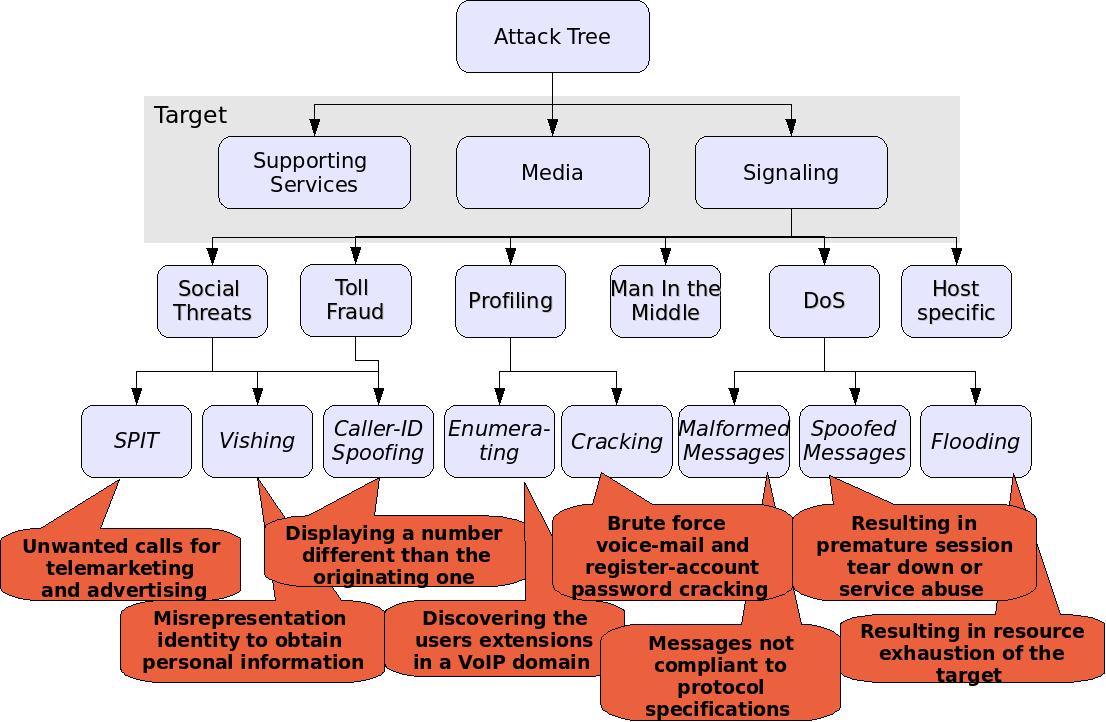 Attack Tree
Target
Supporting
Services
Media
Signaling
Social
Threats
Toll
Fraud
Profiling
Man In the
Middle
DoS
Host
specific
SPIT
Vishing
Caller-ID
Spoofing
Enumera-
ting
Cracking
Malformed
Messages
Spoofed
Messages
Flooding
Unwanted calls for
telemarketing
and advertising
Misrepresentation
identity to obtain
personal information
Displaying a number
different than the
originating one
Discovering the
users extensions
in a VoIP domain
Brute force
voice-mail and
register-account
password cracking
Messages not
compliant to
protocol
specifications
Resulting in
premature session
tear down or
service abuse
Resulting in resource
exhaustion of the
target